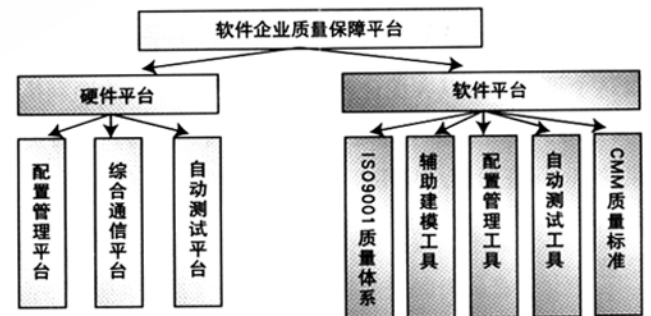 软件企业质量保障平台
硬件平台
软件平台
配置管理平台
综合通信平台
自动测试平台
ISO9001质量体系
辅助建模工具
配置管理工具
自动测试工具
CMM质量标准